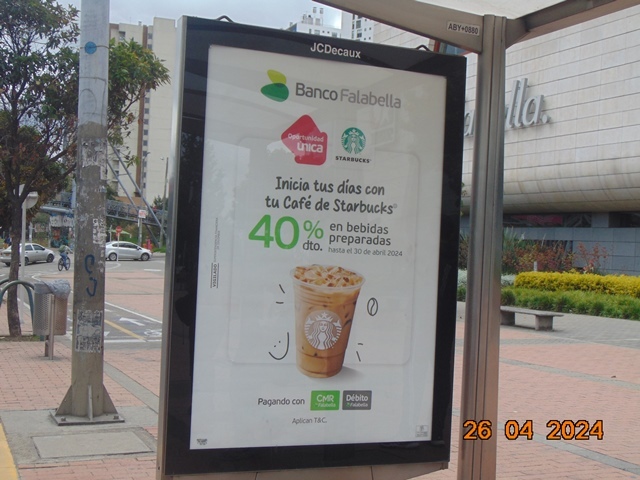 JCDecaux
ABY+0880
Banco Falabella
Oportunidad
única
STARBUCKS
Inicia tus días con
tu Café de Starbucks®
40% dto.
en bebidas
preparadas
hasta el 30 de abril 2024
Pagando con
CMR
Débito
Aplican T&C.
lla.
26 04 2024